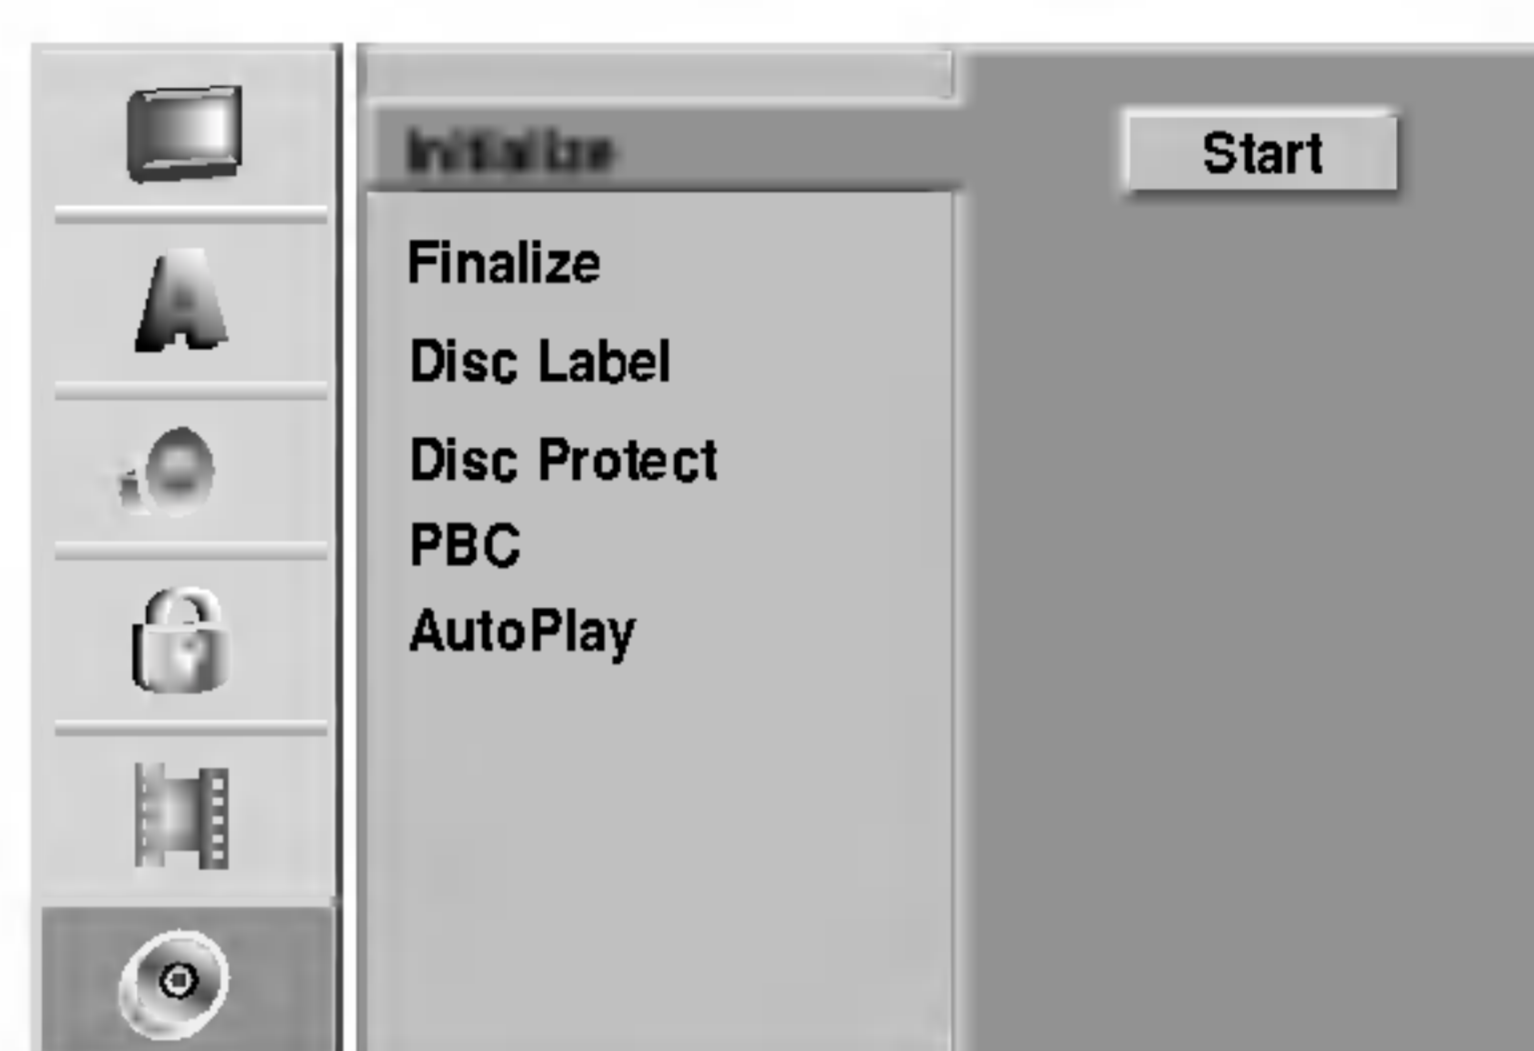 Initialize
Start
Finalize
Disc Label
Disc Protect
PBC
AutoPlay